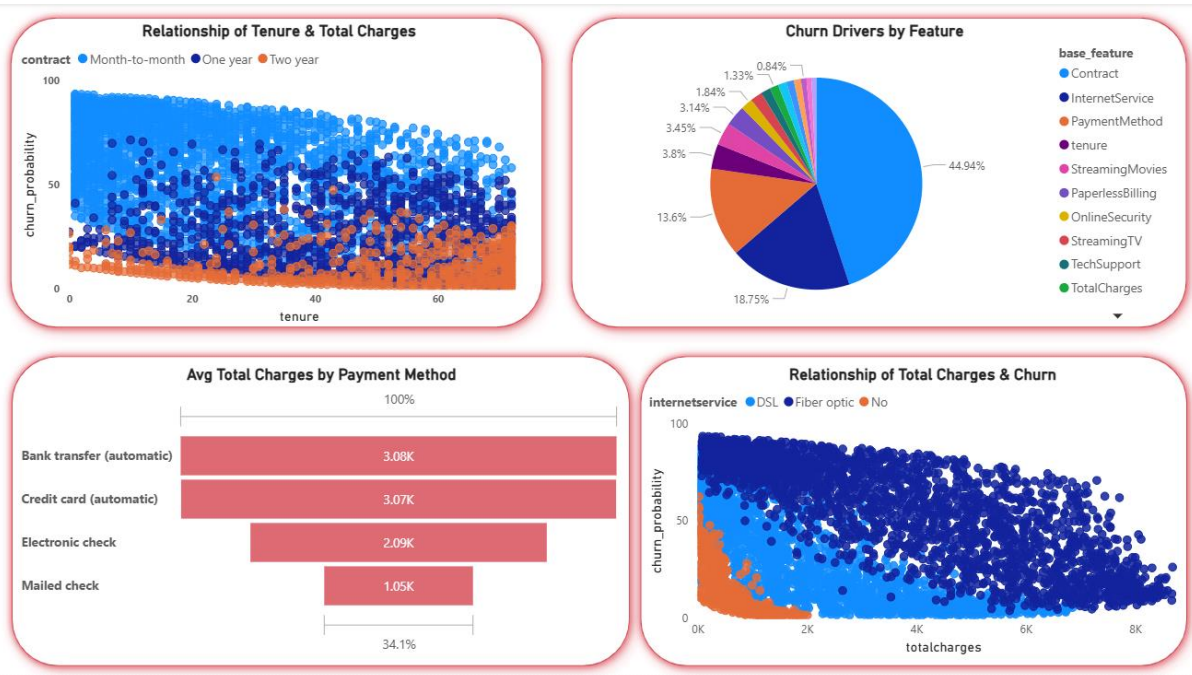 Relationship of Tenure & Total Charges
contract Month-to-month One year Two year
100
50
0
churn_probability
0 20 40 60
tenure
Churn Drivers by Feature
0.84%
1.33%
1.84%
3.14%
3.45%
3.8%
13.6%
18.75%
44.94%
base_feature
Contract
InternetService
PaymentMethod
tenure
StreamingMovies
PaperlessBilling
OnlineSecurity
StreamingTV
TechSupport
TotalCharges
Avg Total Charges by Payment Method
100%
Bank transfer (automatic) 3.08K
Credit card (automatic) 3.07K
Electronic check 2.09K
Mailed check 1.05K
34.1%
Relationship of Total Charges & Churn
internetservice DSL Fiber optic No
100
50
0
churn_probability
0K 2K 4K 6K 8K
totalcharges